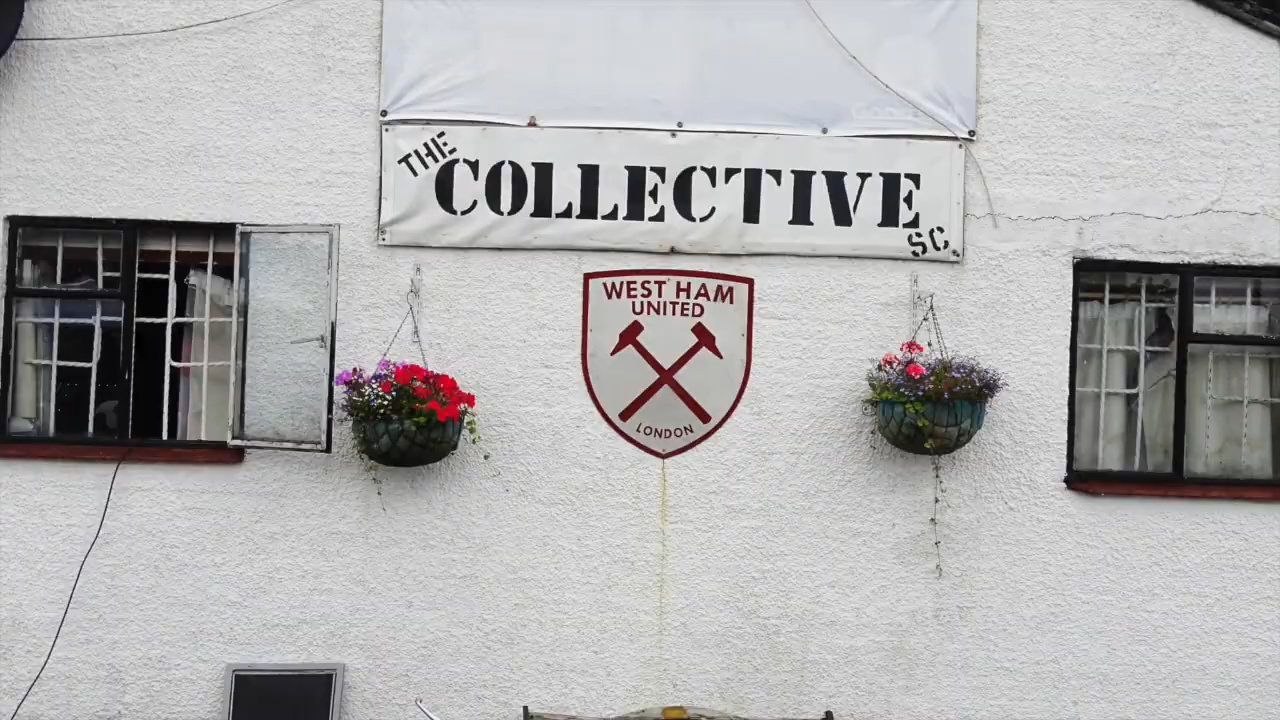 THE
COLLECTIVE
SC.
WEST HAM
UNITED
LONDON